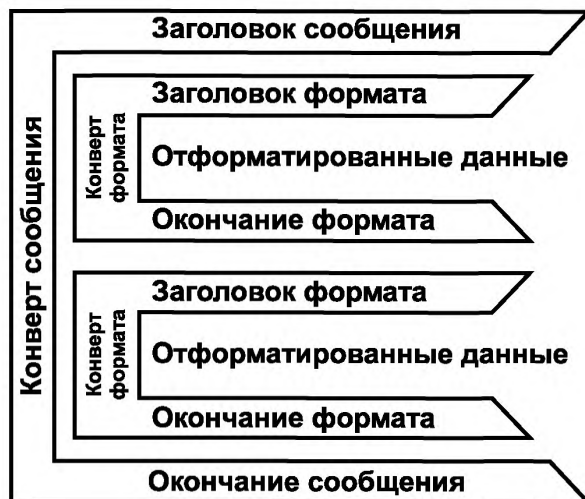 Заголовок сообщения
Конверт сообщения
Заголовок формата
Конверт
формата
Отформатированные данные
Окончание формата
Заголовок формата
Конверт
формата
Отформатированные данные
Окончание формата
Окончание сообщения